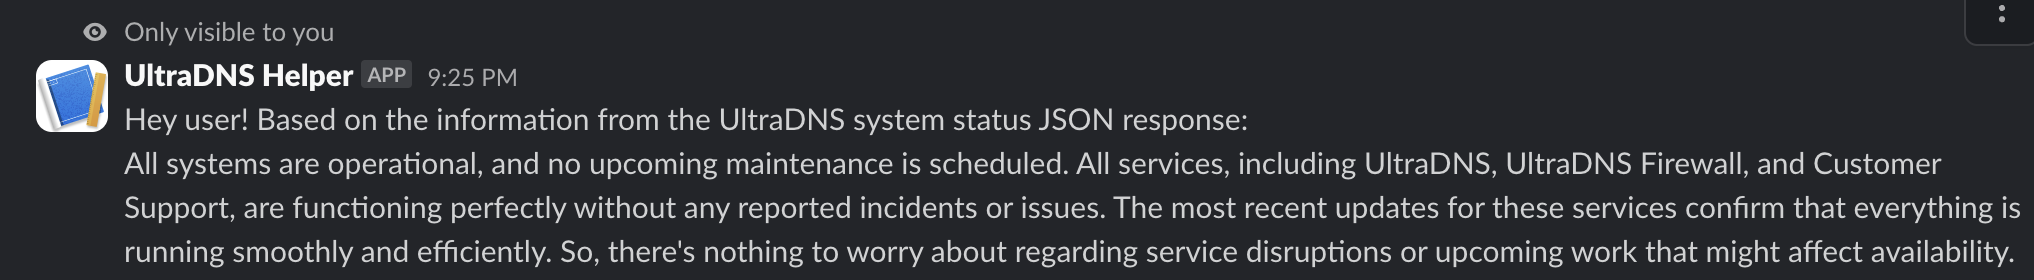 Only visible to you
UltraDNS Helper APP 9:25 PM
Hey user! Based on the information from the UltraDNS system status JSON response:
All systems are operational, and no upcoming maintenance is scheduled. All services, including UltraDNS, UltraDNS Firewall, and Customer
Support, are functioning perfectly without any reported incidents or issues. The most recent updates for these services confirm that everything is
running smoothly and efficiently. So, there's nothing to worry about regarding service disruptions or upcoming work that might affect availability.